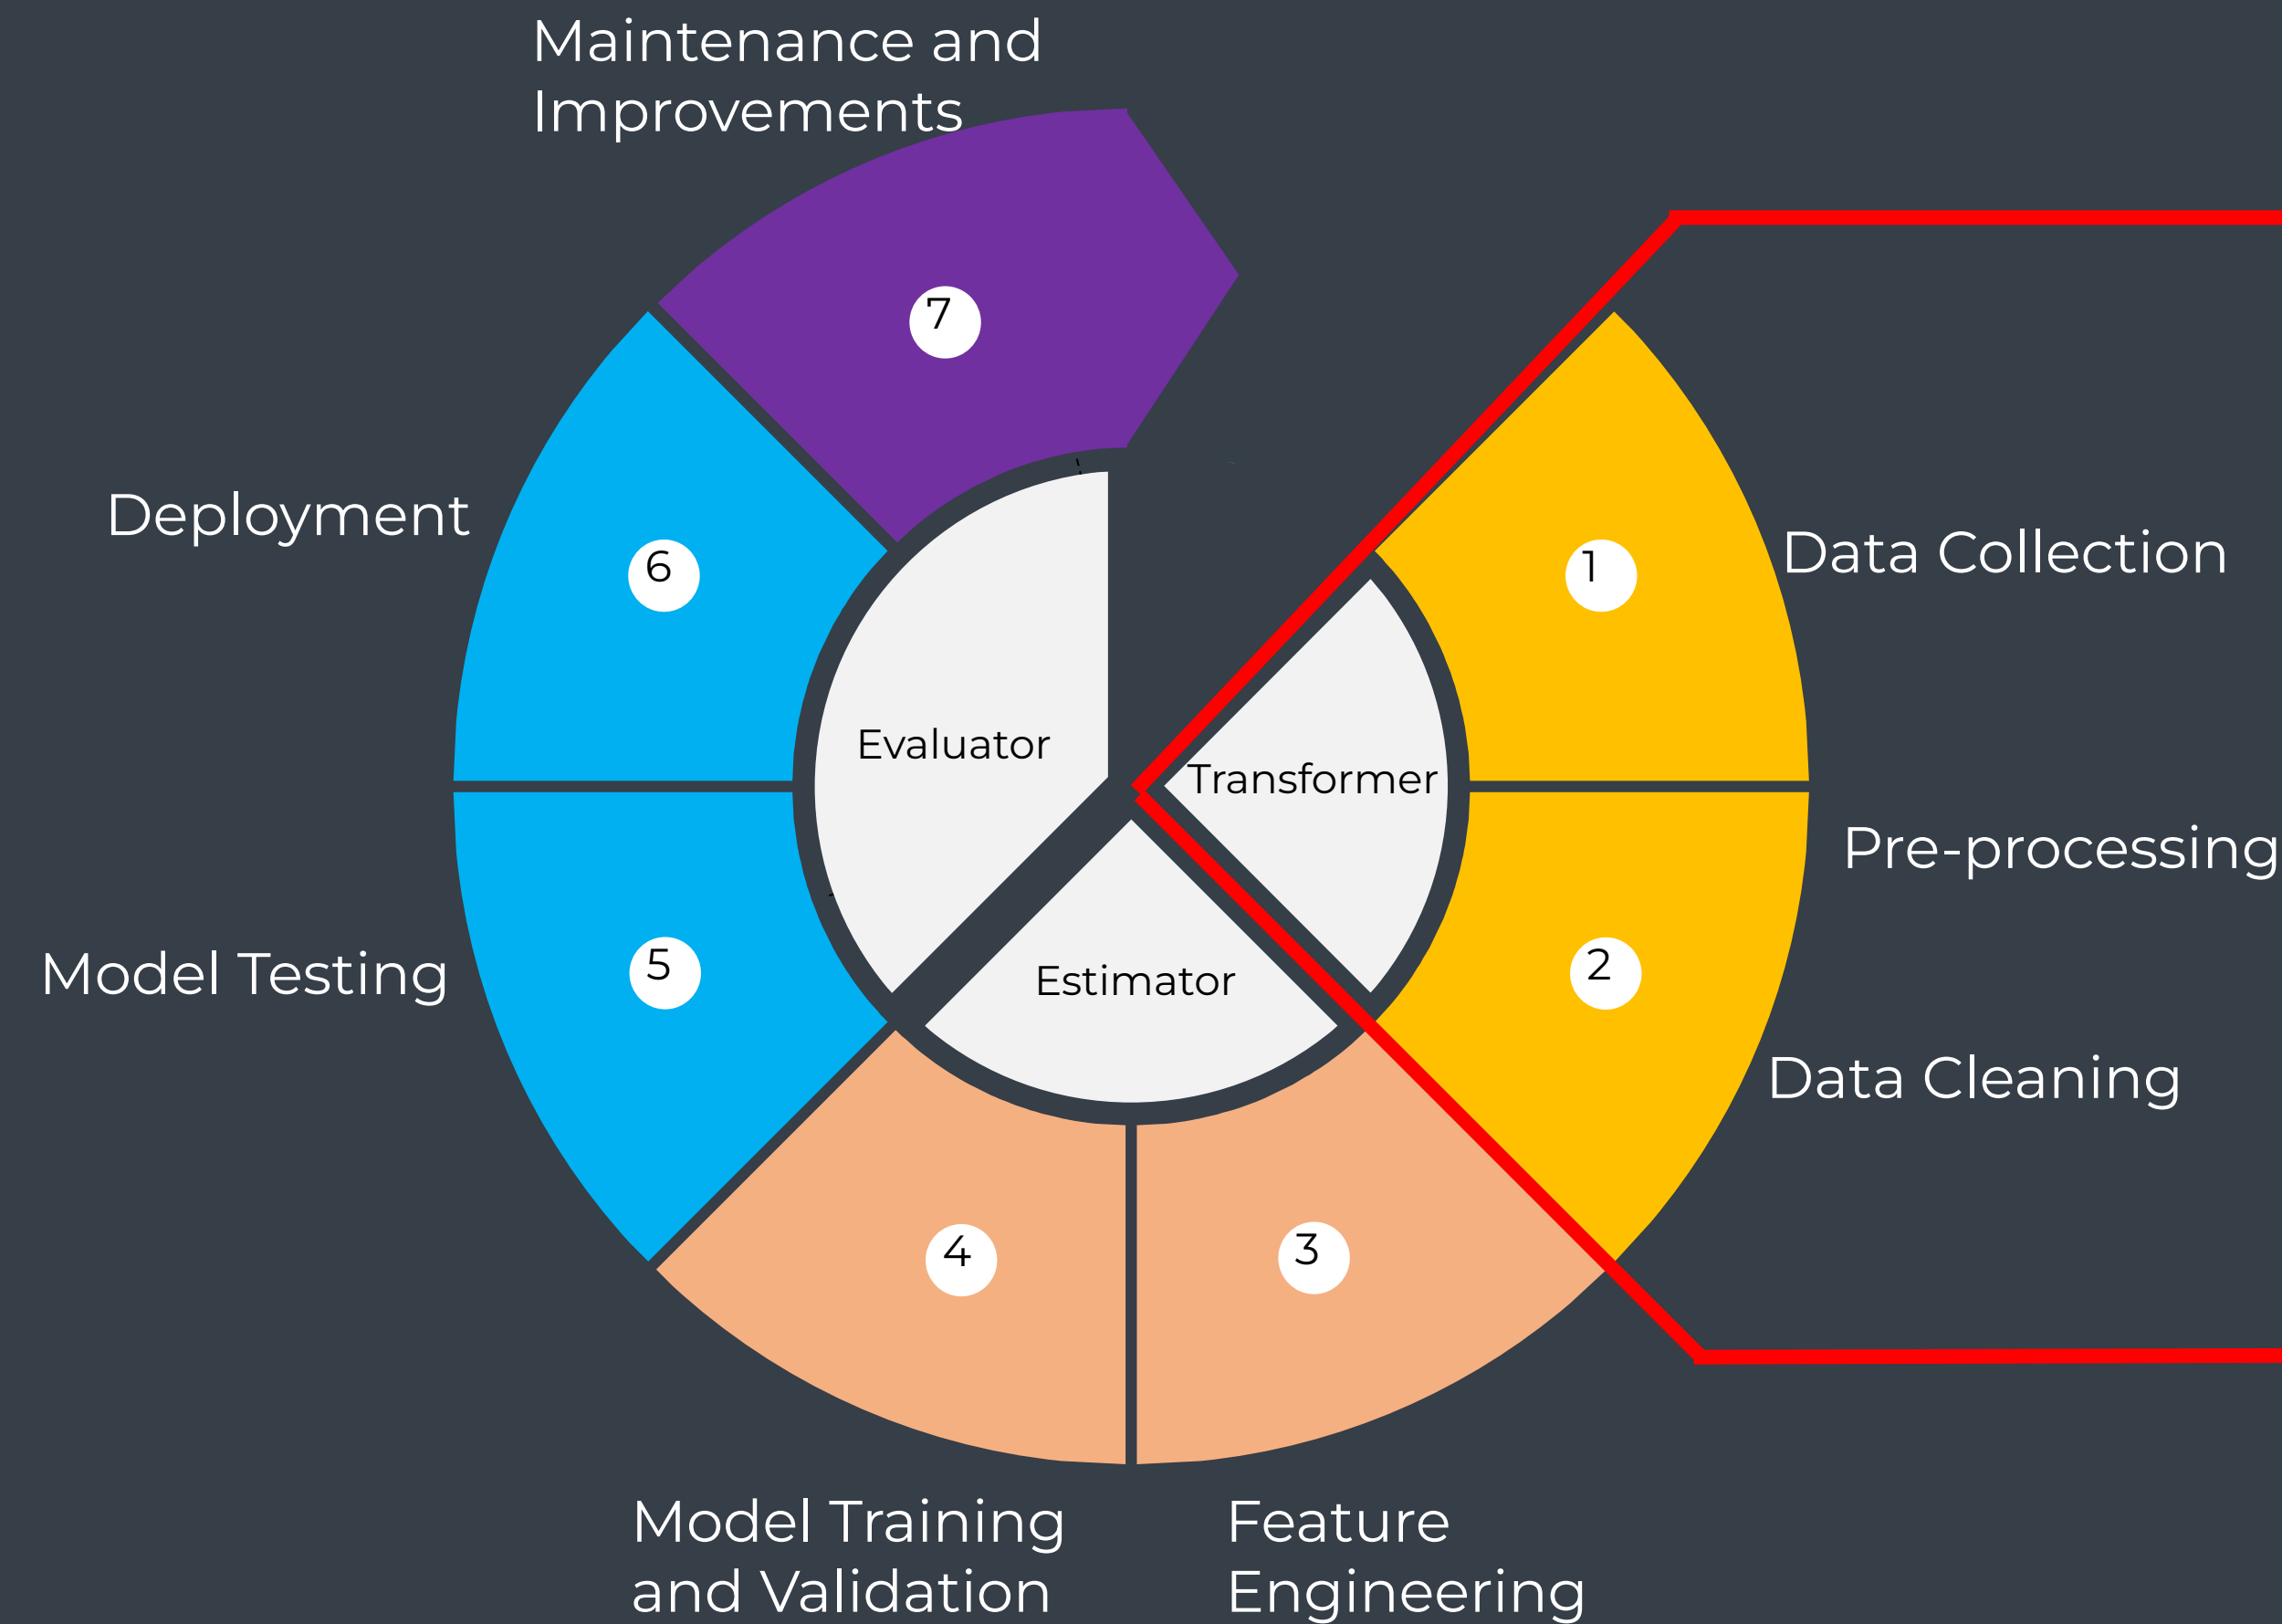 Maintenance and
Improvements
7
Deployment
6
1
Data Collection
Evaluator
Transformer
Pre-processing
Model Testing
5
Estimator
2
Data Cleaning
4
3
Model Training
and Validation
Feature
Engineering